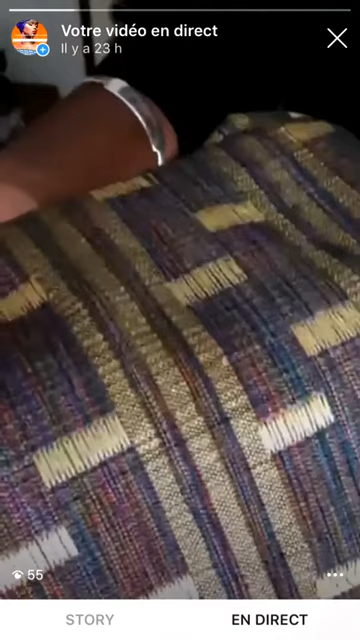 Votre vidéo en direct
Il y a 23 h
55
STORY
EN DIRECT